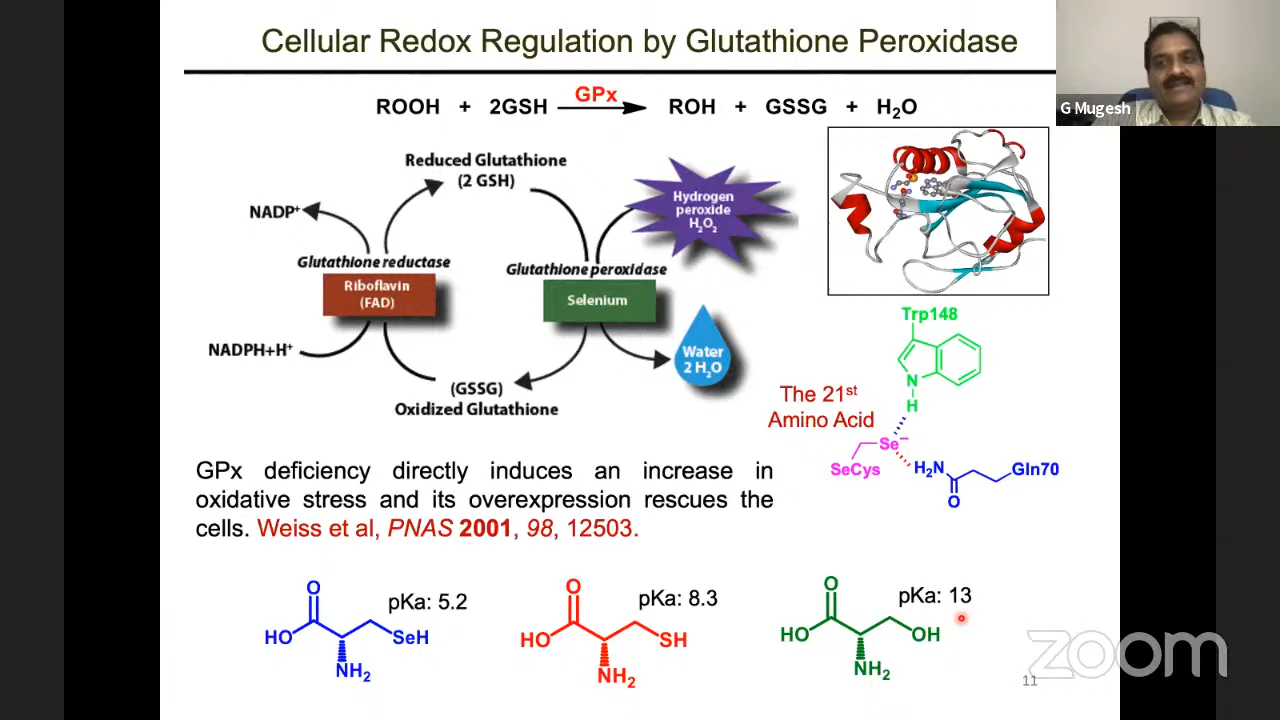 Cellular Redox Regulation by Glutathione Peroxidase
G Mugesh
ROOH + 2GSH GPx ROH + GSSG + H₂O
Reduced Glutathione
(2 GSH)
Hydrogen
peroxide
H₂O₂
NADP⁺
Glutathione reductase
Glutathione peroxidase
Riboflavin
(FAD)
Selenium
NADPH+H⁺
Water
2 H₂O
(GSSG)
Oxidized Glutathione
Trp148
N
H
The 21st
Amino Acid
Se⁻
SeCys
H₂N
Gln70
O
GPx deficiency directly induces an increase in
oxidative stress and its overexpression rescues the
cells. Weiss et al, PNAS 2001, 98, 12503.
O
pKa: 5.2
HO
SeH
NH₂
O
pKa: 8.3
HO
SH
NH₂
O
pKa: 13
HO
OH
NH₂
zoom
11